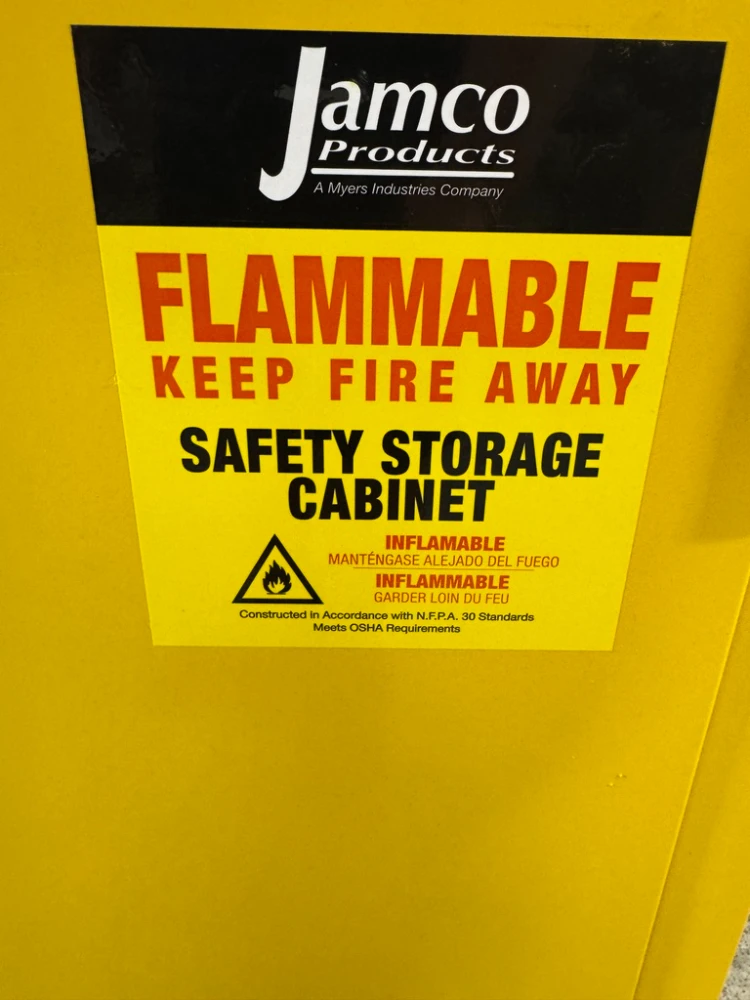 Jamco
Products
A Myers Industries Company
FLAMMABLE
KEEP FIRE AWAY
SAFETY STORAGE
CABINET
INFLAMABLE
MANTÉNGASE ALEJADO DEL FUEGO
INFLAMMABLE
GARDER LOIN DU FEU
Constructed in Accordance with N.F.P.A. 30 Standards
Meets OSHA Requirements